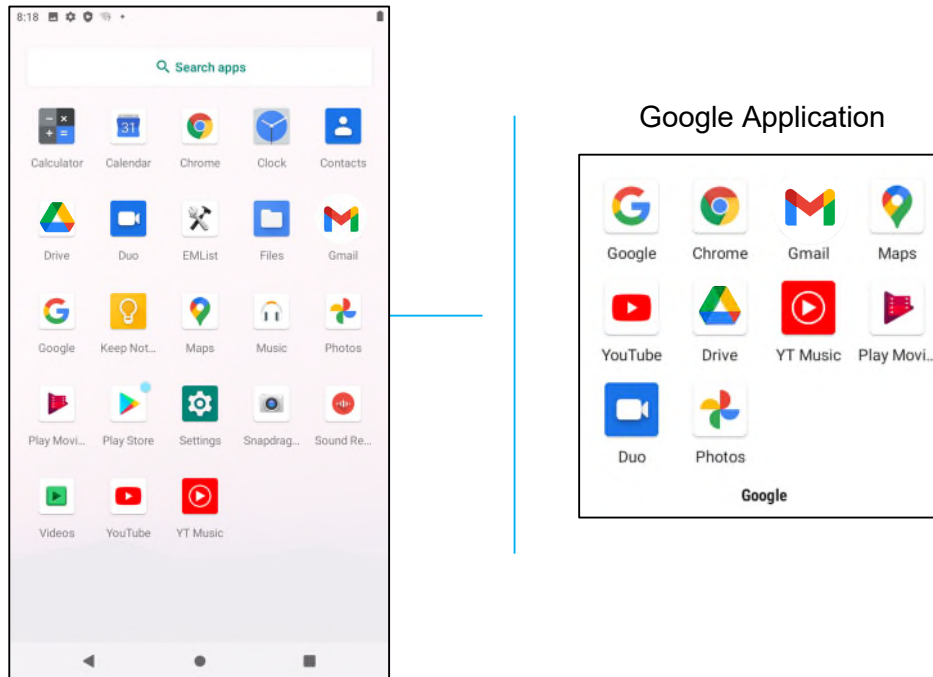 8:18
Search apps
31
Calculator Calendar Chrome Clock Contacts
Drive Duo EMList Files Gmail
Google Keep Not... Maps Music Photos
Play Movi... Play Store Settings Snapdrag... Sound Re...
Videos YouTube YT Music
Google Application
Google Chrome Gmail Maps
YouTube Drive YT Music Play Movi..
Duo Photos
Google